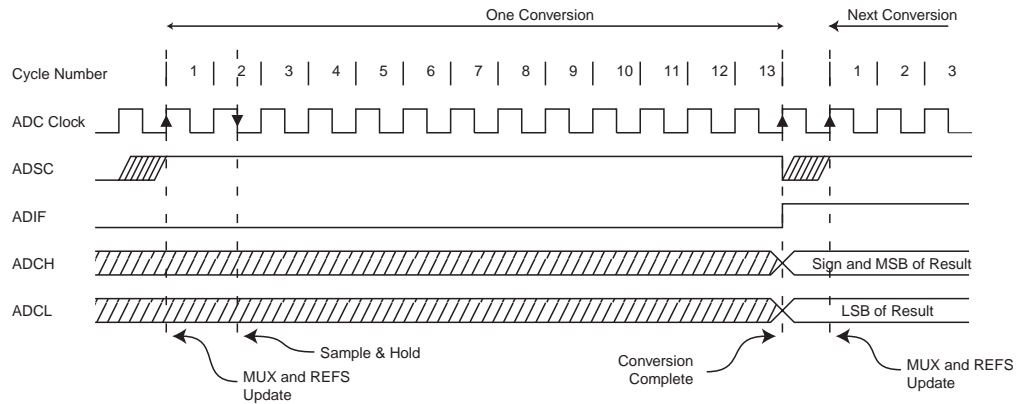 One Conversion
Next Conversion
Cycle Number
1 2 3 4 5 6 7 8 9 10 11 12 13 1 2 3
ADC Clock
ADSC
ADIF
ADCH
Sign and MSB of Result
ADCL
LSB of Result
Sample & Hold
MUX and REFS
Update
Conversion
Complete
MUX and REFS
Update